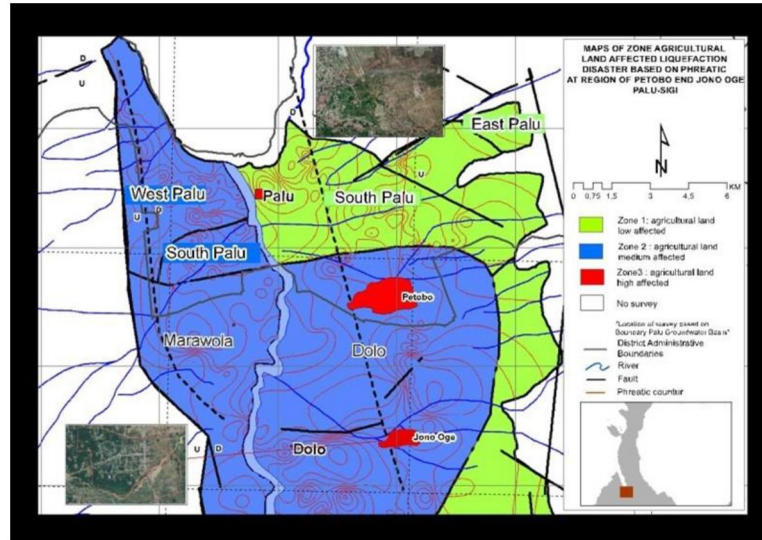 MAPS OF ZONE AGRICULTURAL
LAND AFFECTED LIQUEFACTION
DISASTER BASED ON PHREATIC
AT REGION OF PETOBO END JONO OGE
PALU-SIGI
N
0 0,75 1,5 3 4,5 6 KM
Zone 1: agricultural land
low affected
Zone 2 : agricultural land
medium affected
Zone3 : agricultural land
high affected
No survey
"Location of survey based on
Boundary Palu Groundwater Basin"
District Administrative
Boundaries
River
Fault
Phreatic countur
D
U
D
East Palu
U
West Palu
Palu
South Palu
U D
South Palu
Petobo
Marawola
Dolo
Jono Oge
U D
Dolo